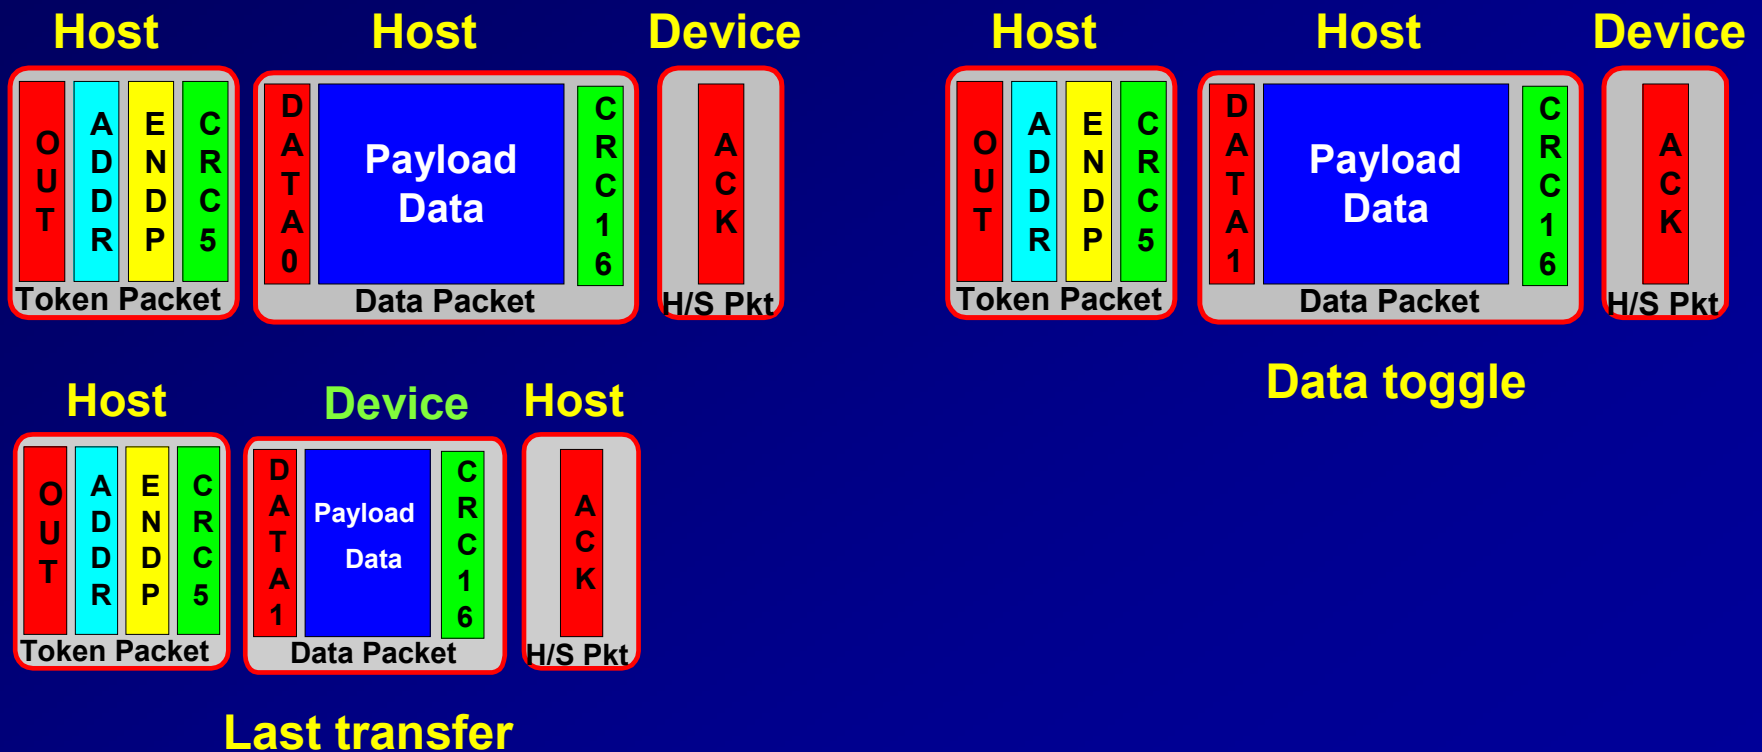 Host
Host
Device
OUT
ADDR
ENDP
CRC5
Token Packet
DATA0
Payload
Data
CRC16
Data Packet
ACK
H/S Pkt
Host
Host
Device
OUT
ADDR
ENDP
CRC5
Token Packet
DATA1
Payload
Data
CRC16
Data Packet
ACK
H/S Pkt
Data toggle
Host
Device
Host
OUT
ADDR
ENDP
CRC5
Token Packet
DATA1
Payload
Data
CRC16
Data Packet
ACK
H/S Pkt
Last transfer